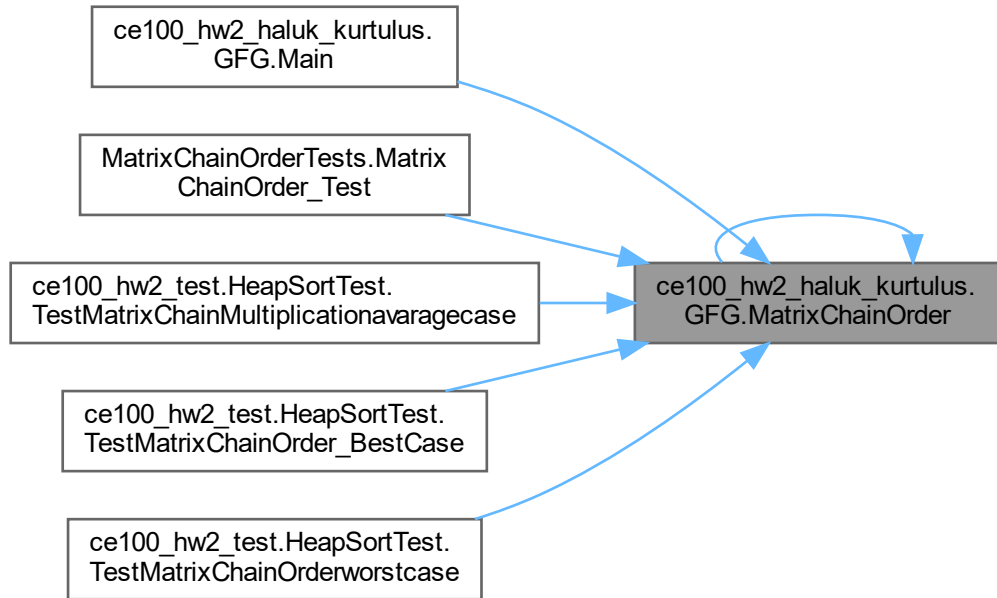 ce100_hw2_haluk_kurtulus.
GFG.Main
MatrixChainOrderTests.Matrix
ChainOrder_Test
ce100_hw2_test.HeapSortTest.
TestMatrixChainMultiplicationavaragecase
ce100_hw2_test.HeapSortTest.
TestMatrixChainOrder_BestCase
ce100_hw2_test.HeapSortTest.
TestMatrixChainOrderworstcase
ce100_hw2_haluk_kurtulus.
GFG.MatrixChainOrder